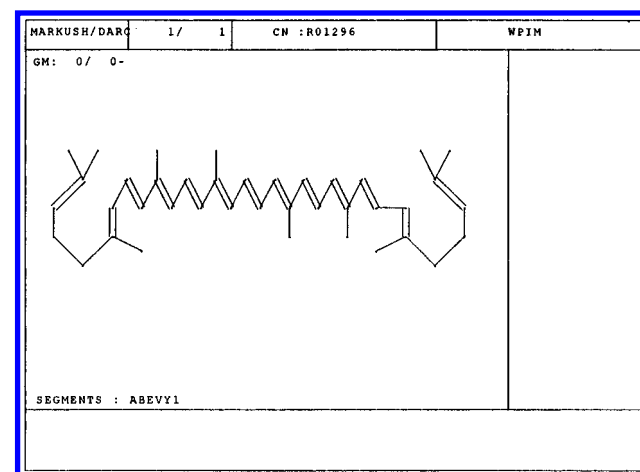 MARKUSH/DARC 1/ 1 CN :R01296 WPIM
GM: 0/ 0-
SEGMENTS : ABEVY1